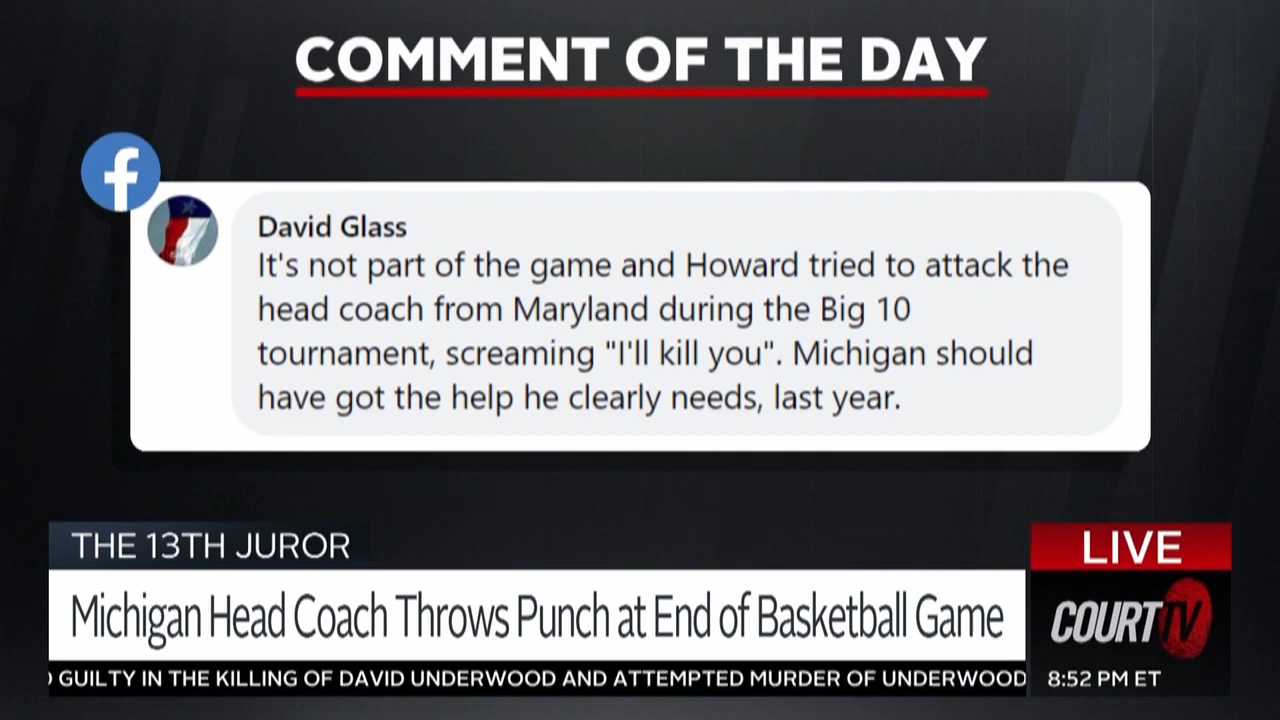 COMMENT OF THE DAY
f
David Glass
It's not part of the game and Howard tried to attack the
head coach from Maryland during the Big 10
tournament, screaming "I'll kill you". Michigan should
have got the help he clearly needs, last year.
THE 13TH JUROR
LIVE
Michigan Head Coach Throws Punch at End of Basketball Game
COURT TV
GUILTY IN THE KILLING OF DAVID UNDERWOOD AND ATTEMPTED MURDER OF UNDERWOOD
8:52 PM ET